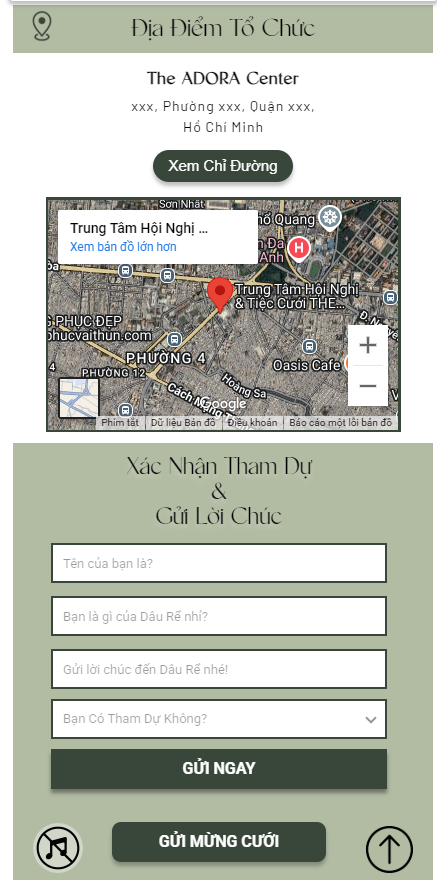 Địa Điểm Tổ Chức
The ADORA Center
xxx, Phường xxx, Quận xxx,
Hồ Chí Minh
Xem Chỉ Đường
Sơn Nhất
Trung Tâm Hội Nghị ...
Xem bản đồ lớn hơn
hố Quang
n Đa
Anh
H
òa
Trung Tâm Hội Nghị
& Tiệc Cưới THE...
G PHỤC ĐẸP
phucvaithun.com
PHƯỜNG 4
PHƯỜNG 12
Oasis Cafe
Hoàng Sa
Cách Mạng
Google
Phím tắt
Dữ liệu Bản đồ
Điều khoản
Báo cáo một lỗi bản đồ
Xác Nhận Tham Dự
&
Gửi Lời Chúc
Tên của bạn là?
Bạn là gì của Dâu Rể nhỉ?
Gửi lời chúc đến Dâu Rể nhé!
Bạn Có Tham Dự Không?
GỬI NGAY
GỬI MỪNG CƯỚI